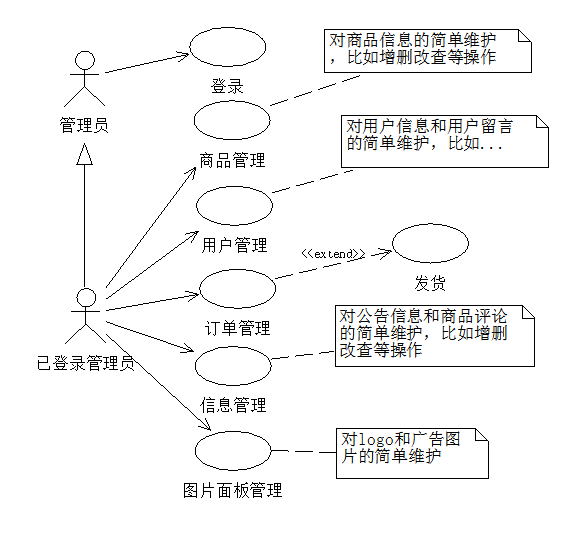 对商品信息的简单维护
，比如增删改查等操作
登录
管理员
对用户信息和用户留言
的简单维护，比如...
商品管理
用户管理
<<extend>>
发货
订单管理
对公告信息和商品评论
的简单维护，比如增删
改查等操作
已登录管理员
信息管理
对logo和广告图
片的简单维护
图片面板管理